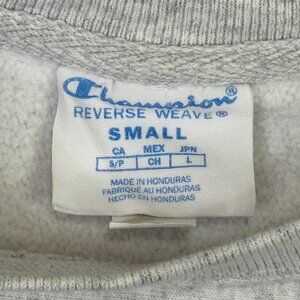 Champion®
REVERSE WEAVE®
SMALL
CA MEX JPN
S/P CH L
MADE IN HONDURAS
FABRIQUÉ AU HONDURAS
HECHO EN HONDURAS